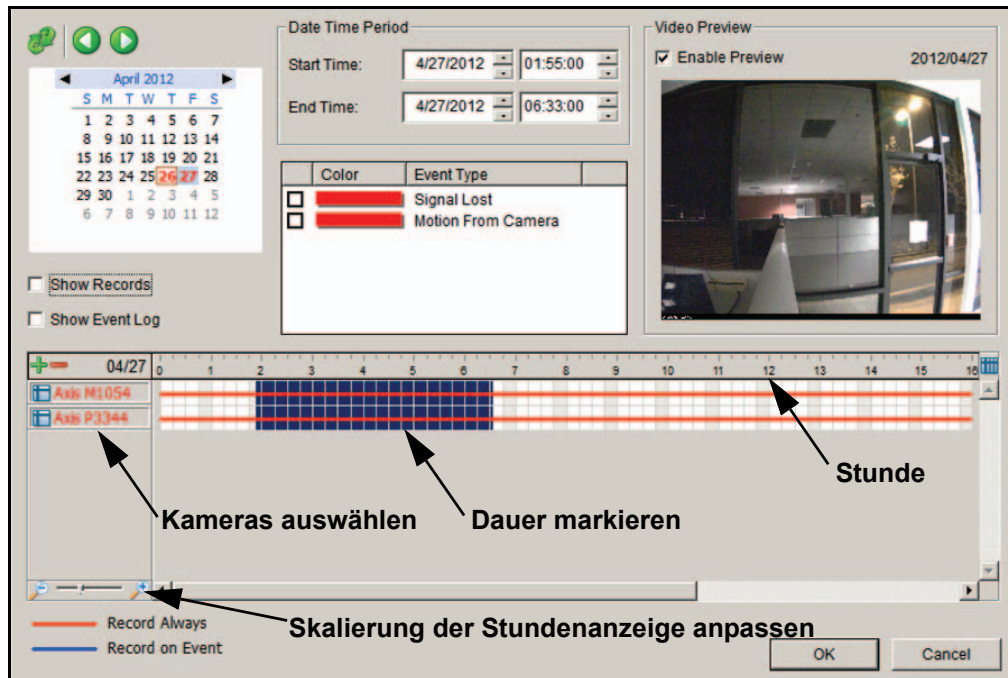 Date Time Period
Start Time: 4/27/2012 01:55:00
End Time: 4/27/2012 06:33:00
Video Preview
Enable Preview 2012/04/27
April 2012
S M T W T F S
1 2 3 4 5 6 7
8 9 10 11 12 13 14
15 16 17 18 19 20 21
22 23 24 25 26 27 28
29 30 1 2 3 4 5
6 7 8 9 10 11 12
Color Event Type
Signal Lost
Motion From Camera
Show Records
Show Event Log
04/27 0 1 2 3 4 5 6 7 8 9 10 11 12 13 14 15 16
Axis M1054
Axis P3344
Stunde
Kameras auswählen
Dauer markieren
Skalierung der Stundenanzeige anpassen
Record Always
Record on Event
OK
Cancel